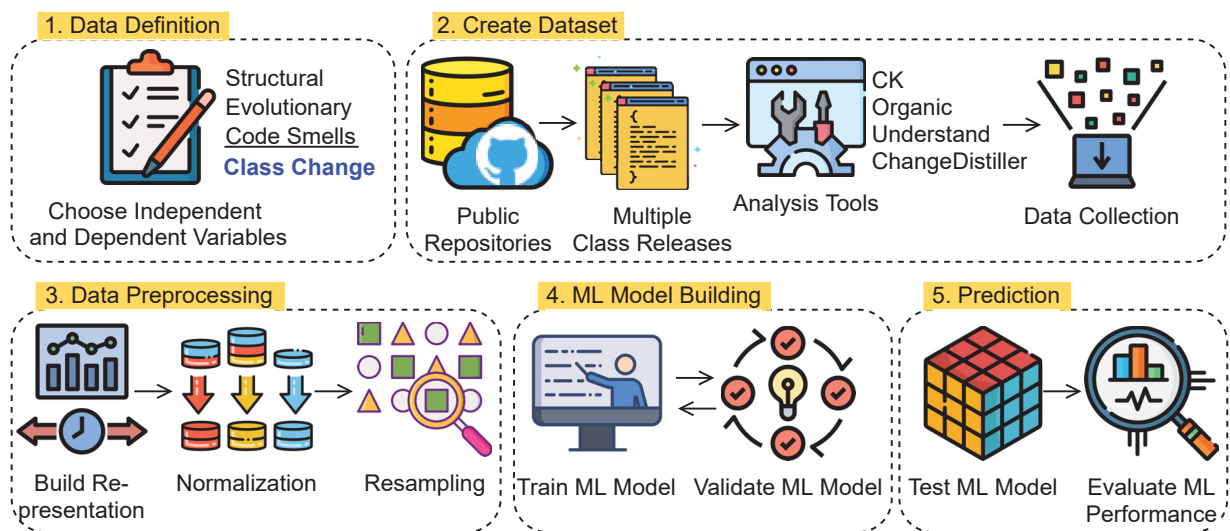 1. Data Definition
Structural
Evolutionary
Code Smells
Class Change
Choose Independent
and Dependent Variables
2. Create Dataset
{
}
Public
Repositories
Multiple
Class Releases
Analysis Tools
CK
Organic
Understand
ChangeDistiller
Data Collection
3. Data Preprocessing
Build Re-
presentation
Normalization
Resampling
4. ML Model Building
Train ML Model
Validate ML Model
5. Prediction
Test ML Model
Evaluate ML
Performance